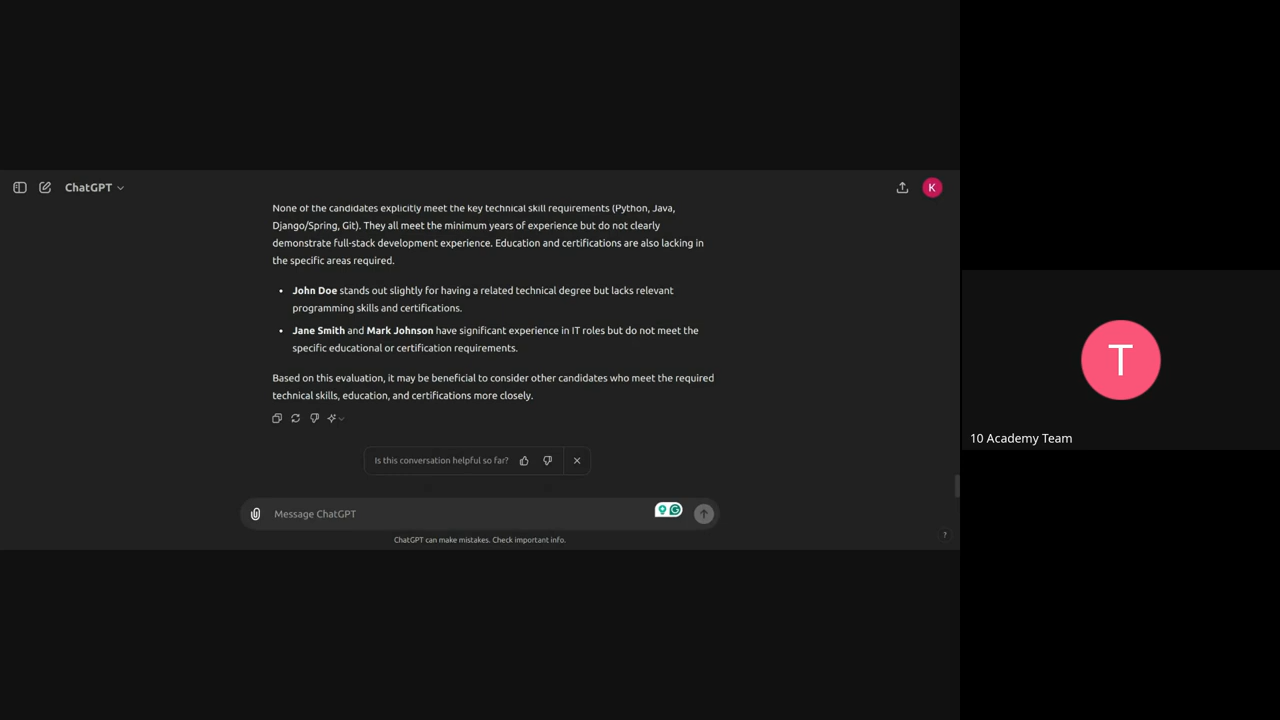 ChatGPT
K
None of the candidates explicitly meet the key technical skill requirements (Python, Java,
Django/Spring, Git). They all meet the minimum years of experience but do not clearly
demonstrate full-stack development experience. Education and certifications are also lacking in
the specific areas required.
• John Doe stands out slightly for having a related technical degree but lacks relevant
programming skills and certifications.
• Jane Smith and Mark Johnson have significant experience in IT roles but do not meet the
specific educational or certification requirements.
Based on this evaluation, it may be beneficial to consider other candidates who meet the required
technical skills, education, and certifications more closely.
Is this conversation helpful so far?
Message ChatGPT
ChatGPT can make mistakes. Check important info.
?
T
10 Academy Team